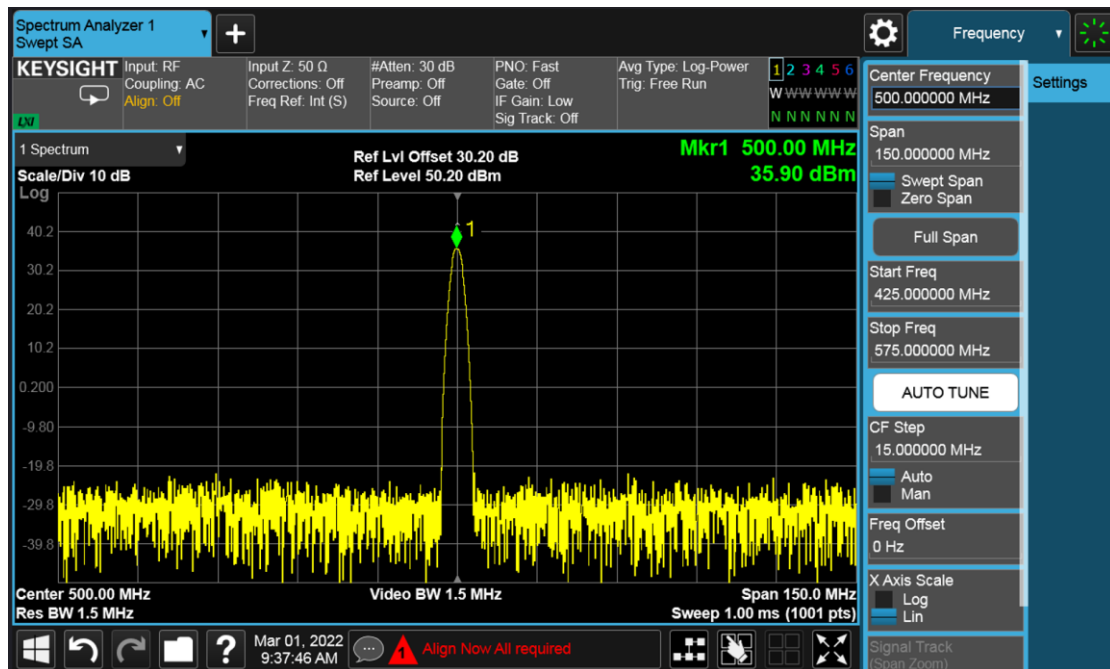 Spectrum Analyzer 1
Swept SA
Frequency
KEYSIGHT
Input: RF
Coupling: AC
Align: Off
Input Z: 50 Ω
Corrections: Off
Freq Ref: Int (S)
#Atten: 30 dB
Preamp: Off
Source: Off
PNO: Fast
Gate: Off
IF Gain: Low
Sig Track: Off
Avg Type: Log-Power
Trig: Free Run
1 2 3 4 5 6
W W W W W W
N N N N N N
LXI
1 Spectrum
Scale/Div 10 dB
Log
Ref Lvl Offset 30.20 dB
Ref Level 50.20 dBm
Mkr1 500.00 MHz
35.90 dBm
1
40.2
30.2
20.2
10.2
0.200
-9.80
-19.8
-29.8
-39.8
Center 500.00 MHz
Res BW 1.5 MHz
Video BW 1.5 MHz
Span 150.0 MHz
Sweep 1.00 ms (1001 pts)
Center Frequency
500.000000 MHz
Span
150.000000 MHz
Swept Span
Zero Span
Full Span
Start Freq
425.000000 MHz
Stop Freq
575.000000 MHz
AUTO TUNE
CF Step
15.000000 MHz
Auto
Man
Freq Offset
0 Hz
X Axis Scale
Log
Lin
Signal Track
(Span Zoom)
Settings
?
Mar 01, 2022
9:37:46 AM
1
Align Now All required